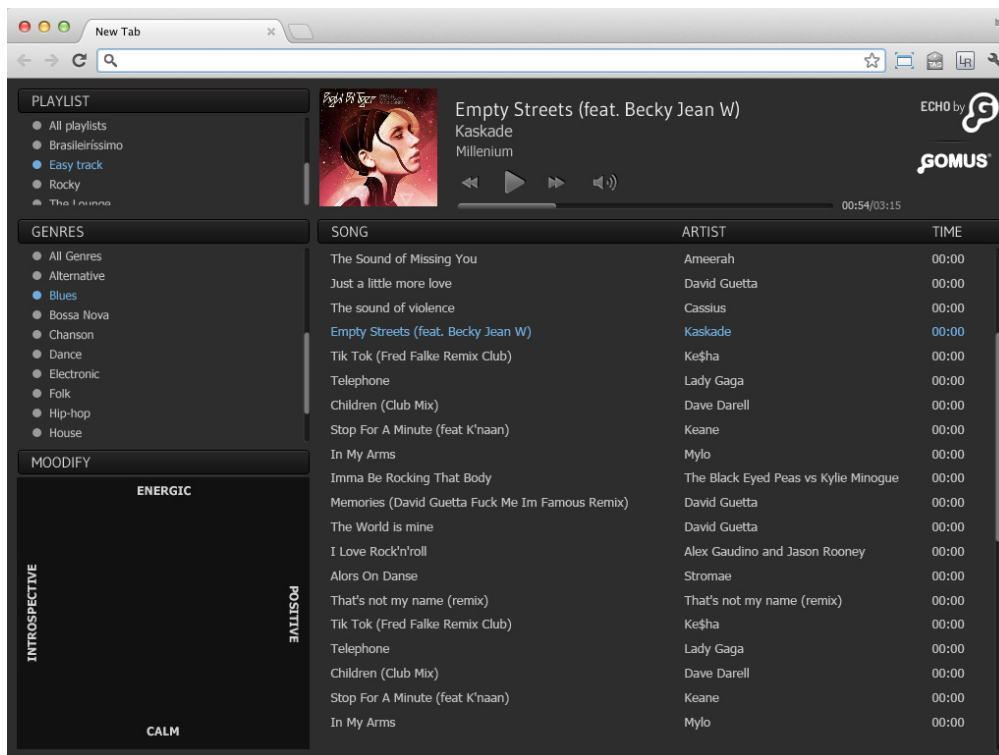 New Tab
PLAYLIST
All playlists
Brasileiríssimo
Easy track
Rocky
The Lounge
Empty Streets (feat. Becky Jean W)
Kaskade
Millenium
00:54/03:15
ECHO by
GOMUS
GENRES
All Genres
Alternative
Blues
Bossa Nova
Chanson
Dance
Electronic
Folk
Hip-hop
House
MOODIFY
ENERGIC
INTROSPECTIVE
POSITIVE
CALM
SONG ARTIST TIME
The Sound of Missing You Ameerah 00:00
Just a little more love David Guetta 00:00
The sound of violence Cassius 00:00
Empty Streets (feat. Becky Jean W) Kaskade 00:00
Tik Tok (Fred Falke Remix Club) Ke$ha 00:00
Telephone Lady Gaga 00:00
Children (Club Mix) Dave Darell 00:00
Stop For A Minute (feat K'naan) Keane 00:00
In My Arms Mylo 00:00
Imma Be Rocking That Body The Black Eyed Peas vs Kylie Minogue 00:00
Memories (David Guetta Fuck Me Im Famous Remix) David Guetta 00:00
The World is mine David Guetta 00:00
I Love Rock'n'roll Alex Gaudino and Jason Rooney 00:00
Alors On Danse Stromae 00:00
That's not my name (remix) That's not my name (remix) 00:00
Tik Tok (Fred Falke Remix Club) Ke$ha 00:00
Telephone Lady Gaga 00:00
Children (Club Mix) Dave Darell 00:00
Stop For A Minute (feat K'naan) Keane 00:00
In My Arms Mylo 00:00